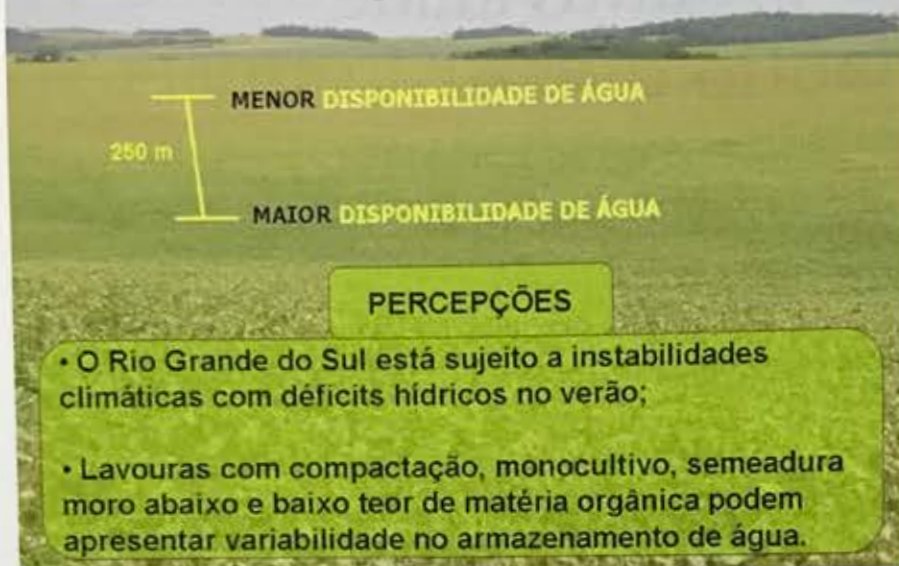 MENOR DISPONIBILIDADE DE ÁGUA
250 m
MAIOR DISPONIBILIDADE DE ÁGUA
PERCEPÇÕES
• O Rio Grande do Sul está sujeito a instabilidades
climáticas com déficits hídricos no verão;
• Lavouras com compactação, monocultivo, semeadura
moro abaixo e baixo teor de matéria orgânica podem
apresentar variabilidade no armazenamento de água.